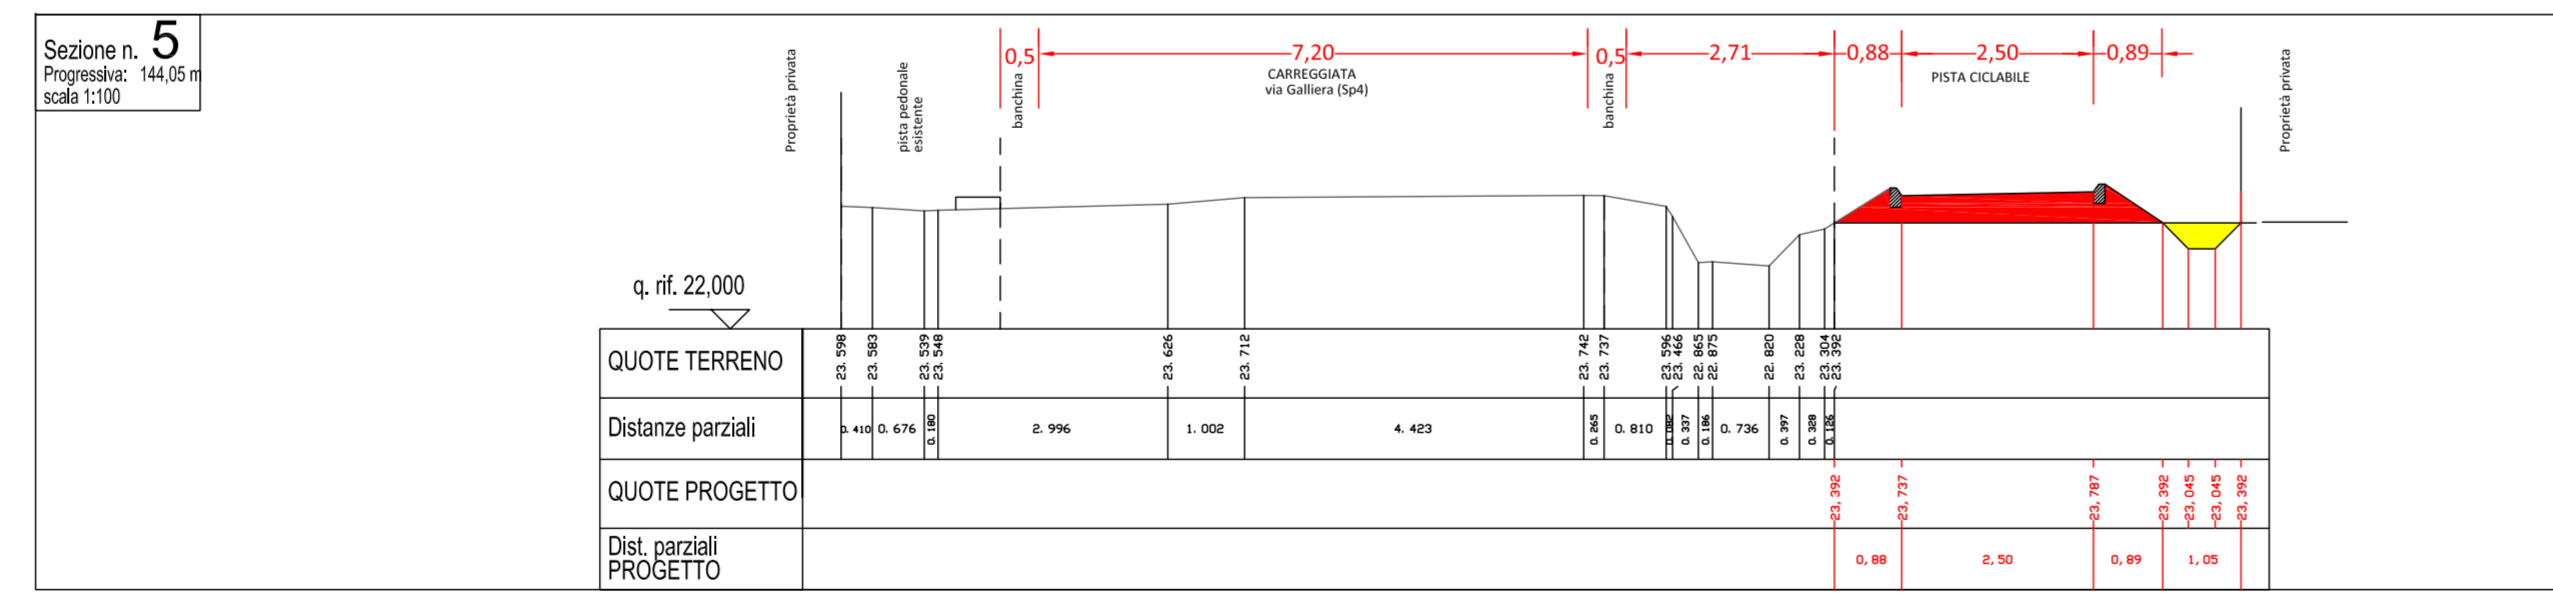 Sezione n. 5
Progressiva: 144,05 m
scala 1:100
Proprietà privata
pista pedonale
esistente
0,5
banchina
7,20
CARREGGIATA
via Galliera (Sp4)
0,5
banchina
2,71
0,88
2,50
PISTA CICLABILE
0,89
Proprietà privata
q. rif. 22,000
QUOTE TERRENO
23. 598
23. 583
23. 539
23. 548
23. 626
23. 712
23. 742
23. 737
23. 596
23. 466
22. 865
22. 875
22. 820
23. 228
23. 304
23. 392
Distanze parziali
0. 410
0. 676
0. 180
2. 996
1. 002
4. 423
0. 265
0. 810
0. 082
0. 337
0. 186
0. 736
0. 397
0. 328
0. 126
QUOTE PROGETTO
23, 392
23, 737
23, 787
23, 392
23, 045
23, 045
23, 392
Dist. parziali
PROGETTO
0, 88
2, 50
0, 89
1, 05